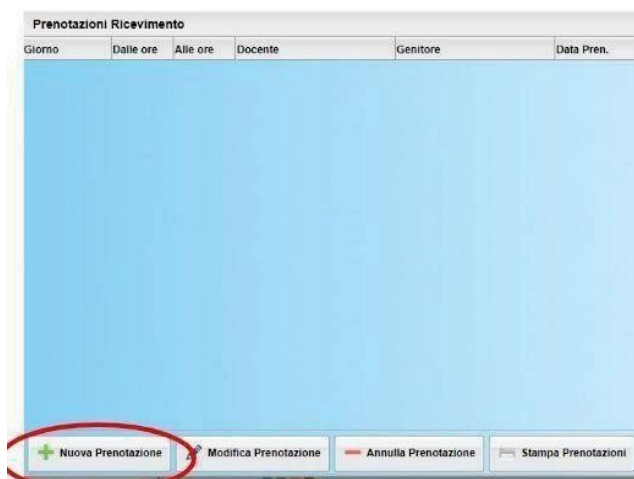 Prenotazioni Ricevimento
Giorno Dalle ore Alle ore Docente Genitore Data Pren.
Nuova Prenotazione Modifica Prenotazione Annulla Prenotazione Stampa Prenotazioni